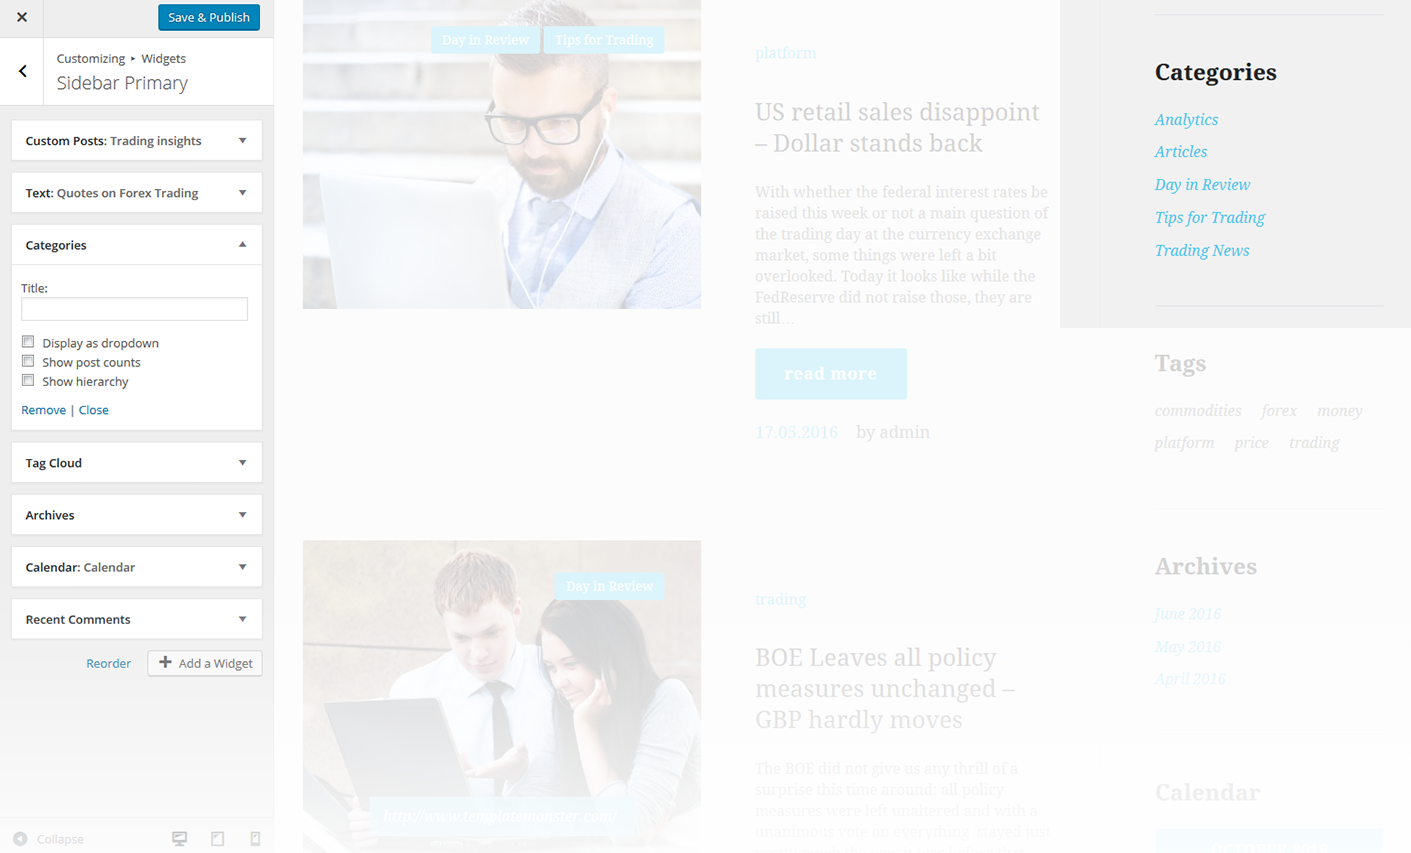 Save & Publish
Customizing ▸ Widgets
Sidebar Primary
Custom Posts: Trading insights
Text: Quotes on Forex Trading
Categories
Title:
Display as dropdown
Show post counts
Show hierarchy
Remove | Close
Tag Cloud
Archives
Calendar: Calendar
Recent Comments
Reorder
Add a Widget
Collapse
Day in Review
Tips for Trading
platform
US retail sales disappoint
– Dollar stands back
With whether the federal interest rates be
raised this week or not a main question of
the trading day at the currency exchange
market, some things were left a bit
overlooked. Today it looks like while the
FedReserve did not raise those, they are
still…
read more
17.05.2016 by admin
Day in Review
http://www.templatemonster.com/
trading
BOE Leaves all policy
measures unchanged –
GBP hardly moves
The BOE did not give us any thrill of a
surprise this time around: all policy
measures were left unaltered and with a
unanimous vote on everything, stayed just
Categories
Analytics
Articles
Day in Review
Tips for Trading
Trading News
Tags
commodities forex money
platform price trading
Archives
June 2016
May 2016
April 2016
Calendar